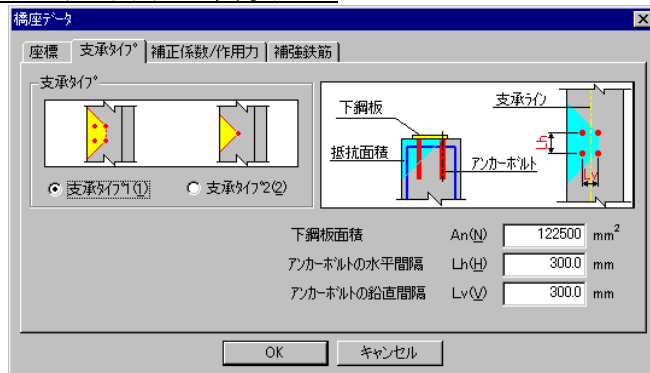 橋座ﾃﾞｰﾀ
座標 支承ﾀｲﾌﾟ 補正係数/作用力 補強鉄筋
支承ﾀｲﾌﾟ
支承ﾀｲﾌﾟ1(1) 支承ﾀｲﾌﾟ2(2)
下鋼板
支承ﾗｲﾝ
抵抗面積
ｱﾝｶｰﾎﾞﾙﾄ
Lh
Lv
下鋼板面積 An(N) 122500 mm²
ｱﾝｶｰﾎﾞﾙﾄの水平間隔 Lh(H) 300.0 mm
ｱﾝｶｰﾎﾞﾙﾄの鉛直間隔 Lv(V) 300.0 mm
OK ｷｬﾝｾﾙ